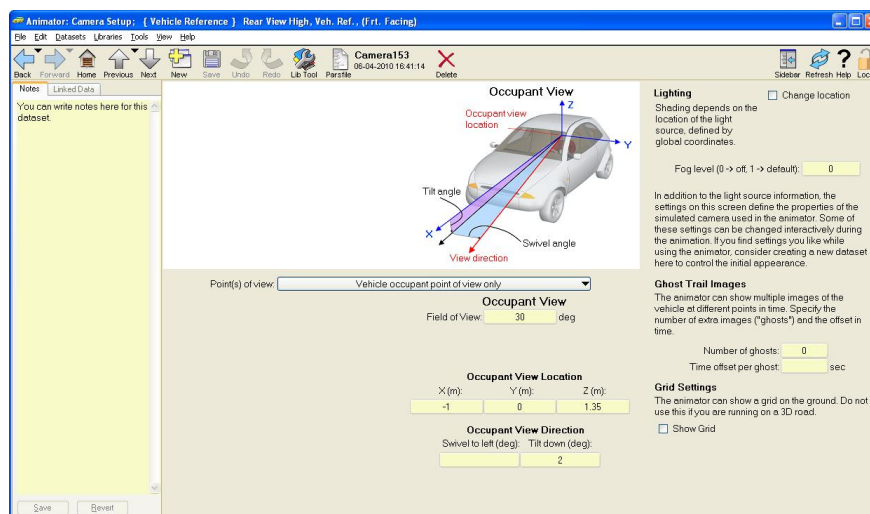 Animator: Camera Setup; { Vehicle Reference } Rear View High, Veh. Ref., (Frt. Facing)
File Edit Datasets Libraries Tools View Help
Back Forward Home Previous Next New Save Undo Redo Lib Tool Parsfile
Camera153
06-04-2010 16:41:14
Delete
Sidebar Refresh Help Loc
Notes Linked Data
You can write notes here for this
dataset.
Save Revert
Occupant View
Occupant view
location
Z
Y
Tilt angle
X
Swivel angle
View direction
Point(s) of view: Vehicle occupant point of view only
Occupant View
Field of View: 30 deg
Occupant View Location
X (m): Y (m): Z (m):
-1 0 1.35
Occupant View Direction
Swivel to left (deg): Tilt down (deg):
2
Lighting
Change location
Shading depends on the
location of the light
source, defined by
global coordinates.
Fog level (0 -> off, 1 -> default): 0
In addition to the light source information, the
settings on this screen define the properties of the
simulated camera used in the animator. Some of
these settings can be changed interactively during
the animation. If you find settings you like while
using the animator, consider creating a new dataset
here to control the initial appearance.
Ghost Trail Images
The animator can show multiple images of the
vehicle at different points in time. Specify the
number of extra images ("ghosts") and the offset in
time.
Number of ghosts: 0
Time offset per ghost: sec
Grid Settings
The animator can show a grid on the ground. Do not
use this if you are running on a 3D road.
Show Grid